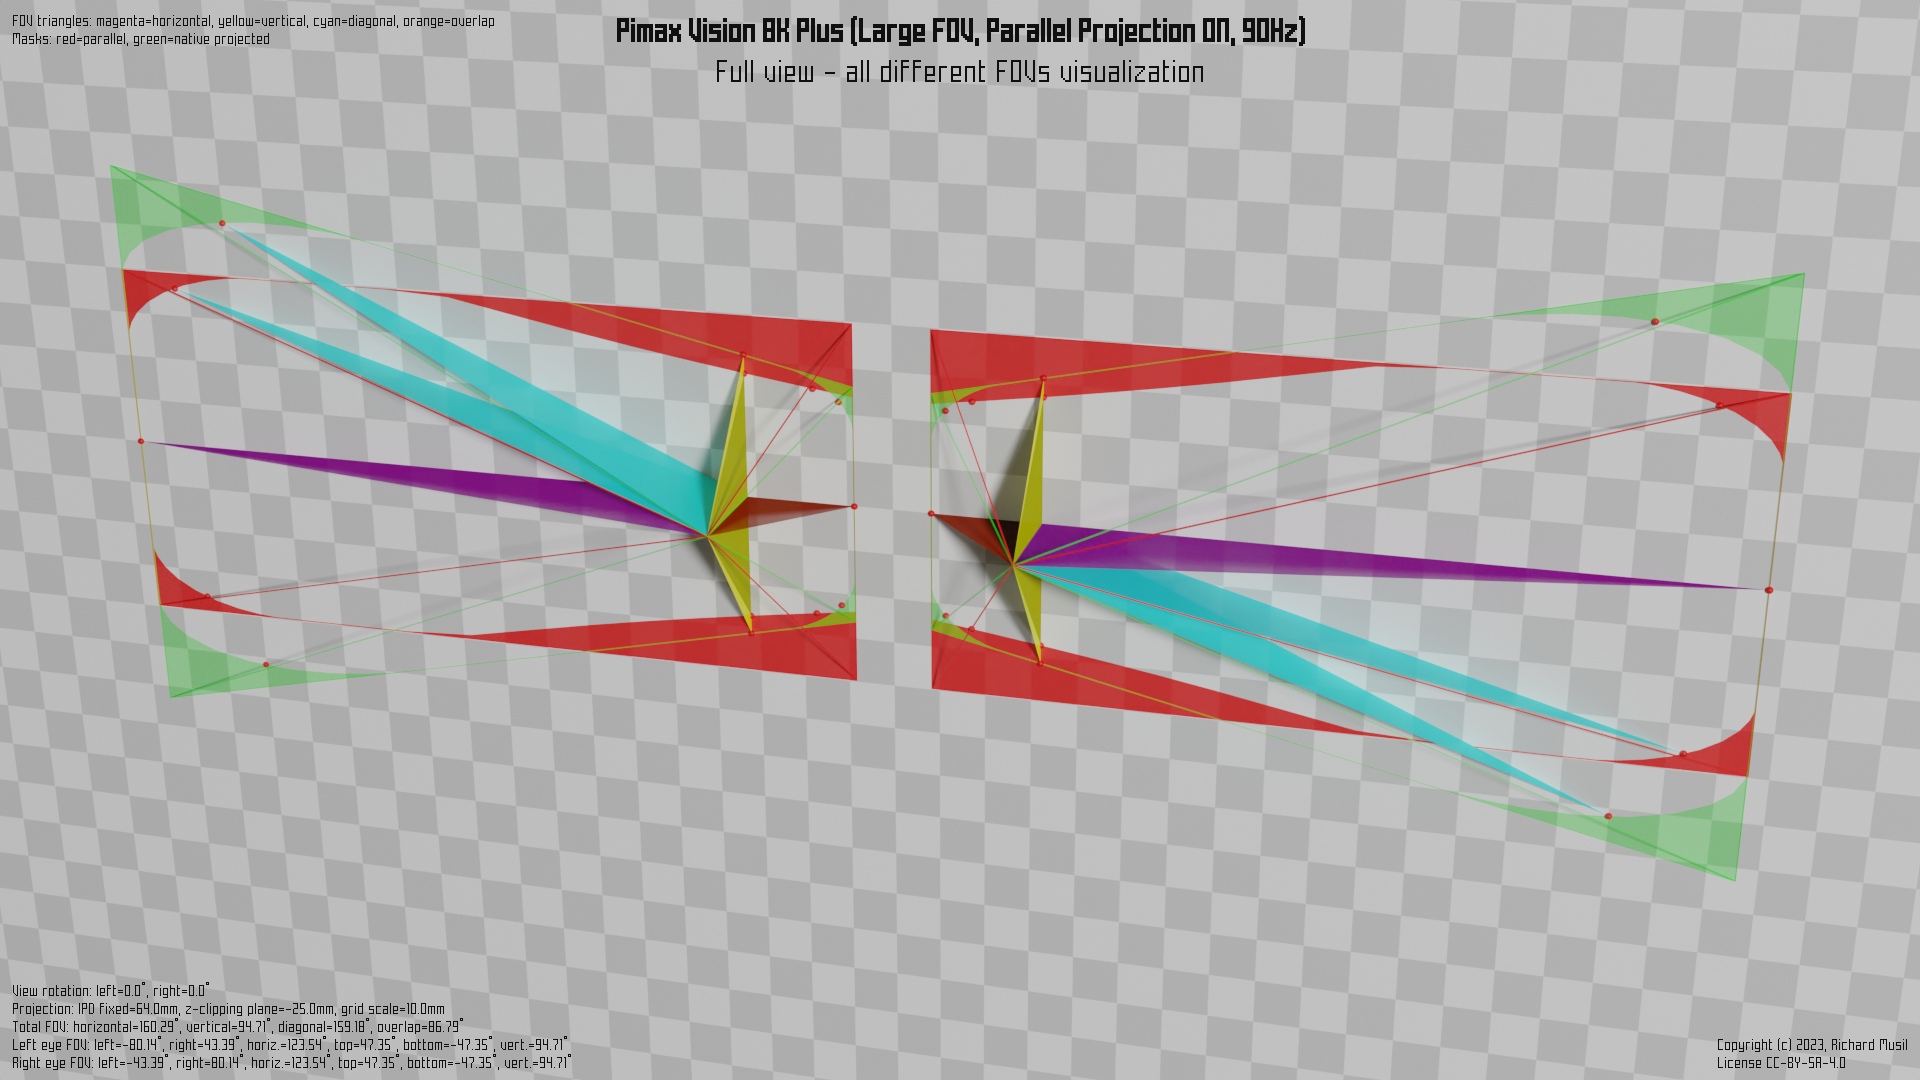 FOV triangles: magenta=horizontal, yellow=vertical, cyan=diagonal, orange=overlap
Masks: red=parallel, green=native projected
Pimax Vision 8K Plus (Large FOV, Parallel Projection ON, 90Hz)
Full view - all different FOVs visualization
View rotation: left=0.0°, right=0.0°
Projection: IPD fixed=64.0mm, z-clipping plane=-25.0mm, grid scale=10.0mm
Total FOV: horizontal=160.29°, vertical=94.71°, diagonal=159.18°, overlap=86.79°
Left eye FOV: left=-80.14°, right=43.39°, horiz.=123.54°, top=47.35°, bottom=-47.35°, vert.=94.71°
Right eye FOV: left=-43.39°, right=80.14°, horiz.=123.54°, top=47.35°, bottom=-47.35°, vert.=94.71°
Copyright (c) 2023, Richard Musil
License CC-BY-SA-4.0